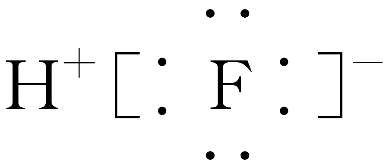 H⁺ [ : F : ]⁻